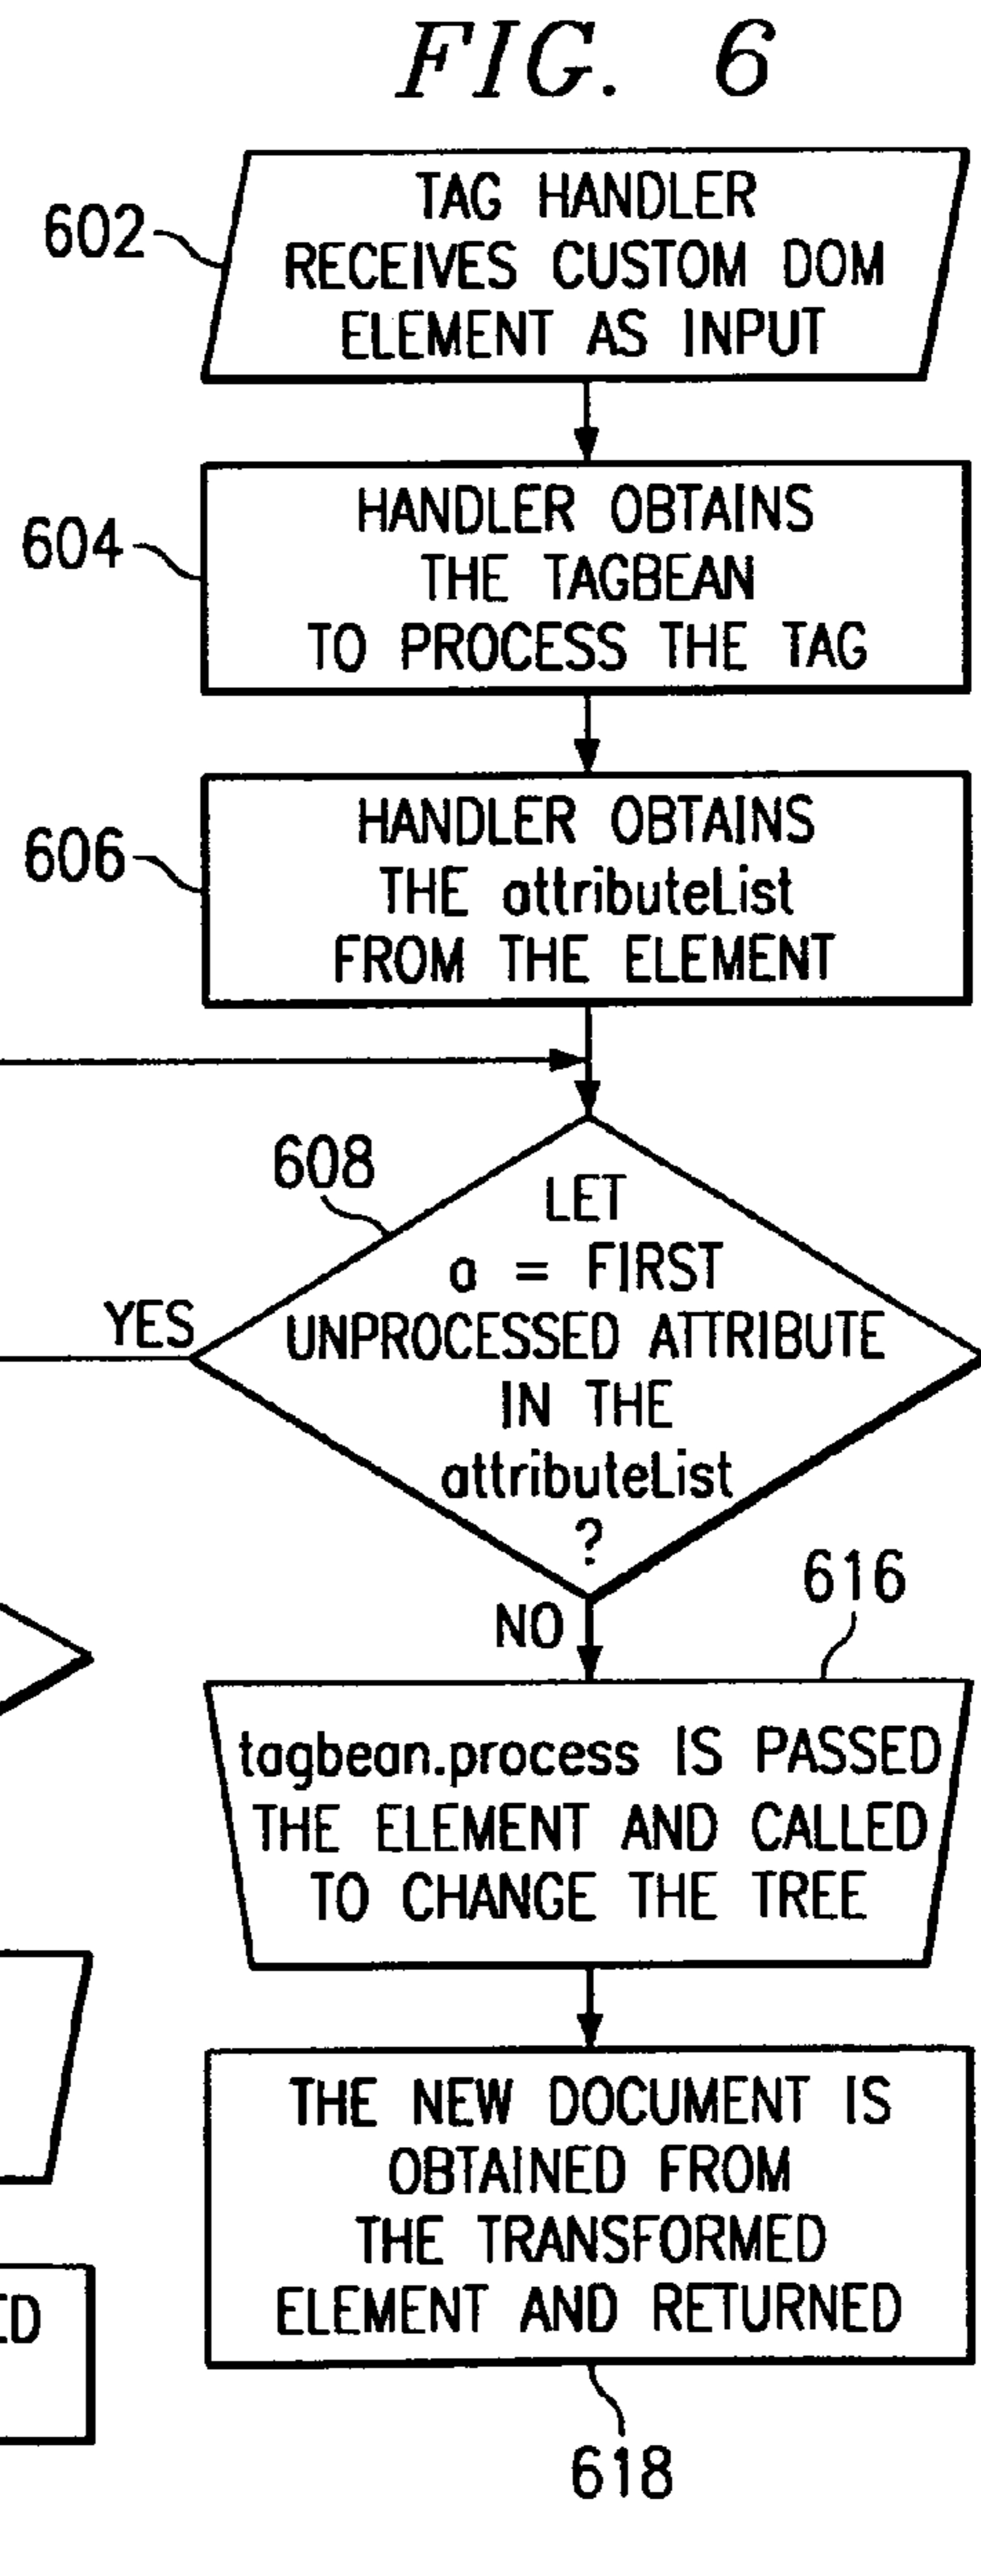 FIG. 6
602
TAG HANDLER
RECEIVES CUSTOM DOM
ELEMENT AS INPUT
604
HANDLER OBTAINS
THE TAGBEAN
TO PROCESS THE TAG
606
HANDLER OBTAINS
THE attributeList
FROM THE ELEMENT
608
LET
a = FIRST
UNPROCESSED ATTRIBUTE
IN THE
attributeList
?
YES
NO
616
tagbean.process IS PASSED
THE ELEMENT AND CALLED
TO CHANGE THE TREE
THE NEW DOCUMENT IS
OBTAINED FROM
THE TRANSFORMED
ELEMENT AND RETURNED
618